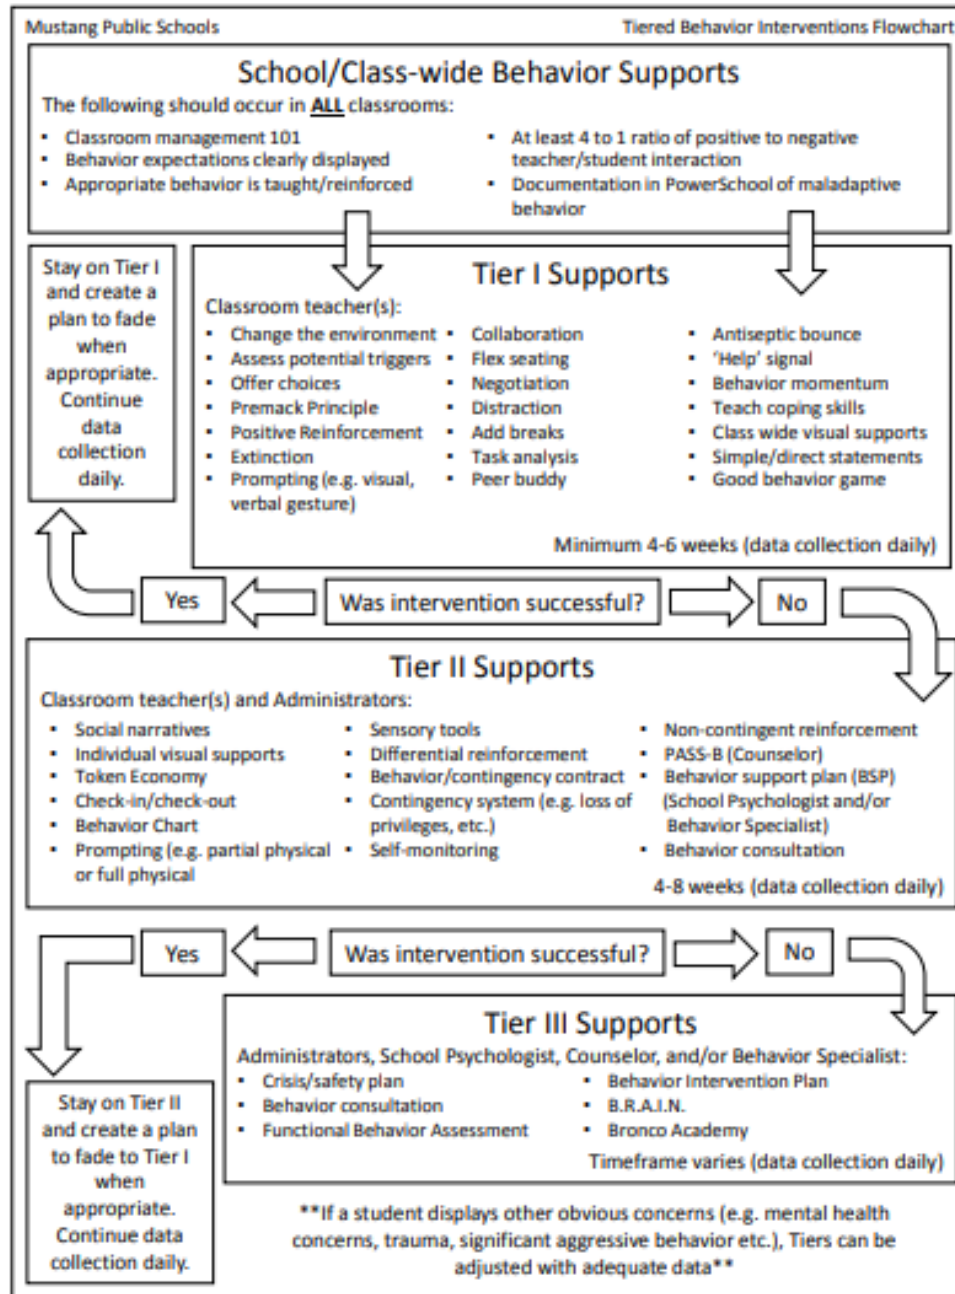 Mustang Public Schools
Tiered Behavior Interventions Flowchart
School/Class-wide Behavior Supports
The following should occur in ALL classrooms:
• Classroom management 101
• Behavior expectations clearly displayed
• Appropriate behavior is taught/reinforced
• At least 4 to 1 ratio of positive to negative
teacher/student interaction
• Documentation in PowerSchool of maladaptive
behavior
Stay on Tier I
and create a
plan to fade
when
appropriate.
Continue
data
collection
daily.
Tier I Supports
Classroom teacher(s):
• Change the environment
• Assess potential triggers
• Offer choices
• Premack Principle
• Positive Reinforcement
• Extinction
• Prompting (e.g. visual,
verbal gesture)
• Collaboration
• Flex seating
• Negotiation
• Distraction
• Add breaks
• Task analysis
• Peer buddy
• Antiseptic bounce
• ‘Help’ signal
• Behavior momentum
• Teach coping skills
• Class wide visual supports
• Simple/direct statements
• Good behavior game
Minimum 4-6 weeks (data collection daily)
Yes
Was intervention successful?
No
Tier II Supports
Classroom teacher(s) and Administrators:
• Social narratives
• Individual visual supports
• Token Economy
• Check-in/check-out
• Behavior Chart
• Prompting (e.g. partial physical
or full physical
• Sensory tools
• Differential reinforcement
• Behavior/contingency contract
• Contingency system (e.g. loss of
privileges, etc.)
• Self-monitoring
• Non-contingent reinforcement
• PASS-B (Counselor)
• Behavior support plan (BSP)
(School Psychologist and/or
Behavior Specialist)
• Behavior consultation
4-8 weeks (data collection daily)
Yes
Was intervention successful?
No
Tier III Supports
Administrators, School Psychologist, Counselor, and/or Behavior Specialist:
• Crisis/safety plan
• Behavior consultation
• Functional Behavior Assessment
• Behavior Intervention Plan
• B.R.A.I.N.
• Bronco Academy
Timeframe varies (data collection daily)
Stay on Tier II
and create a plan
to fade to Tier I
when
appropriate.
Continue data
collection daily.
**If a student displays other obvious concerns (e.g. mental health
concerns, trauma, significant aggressive behavior etc.), Tiers can be
adjusted with adequate data**